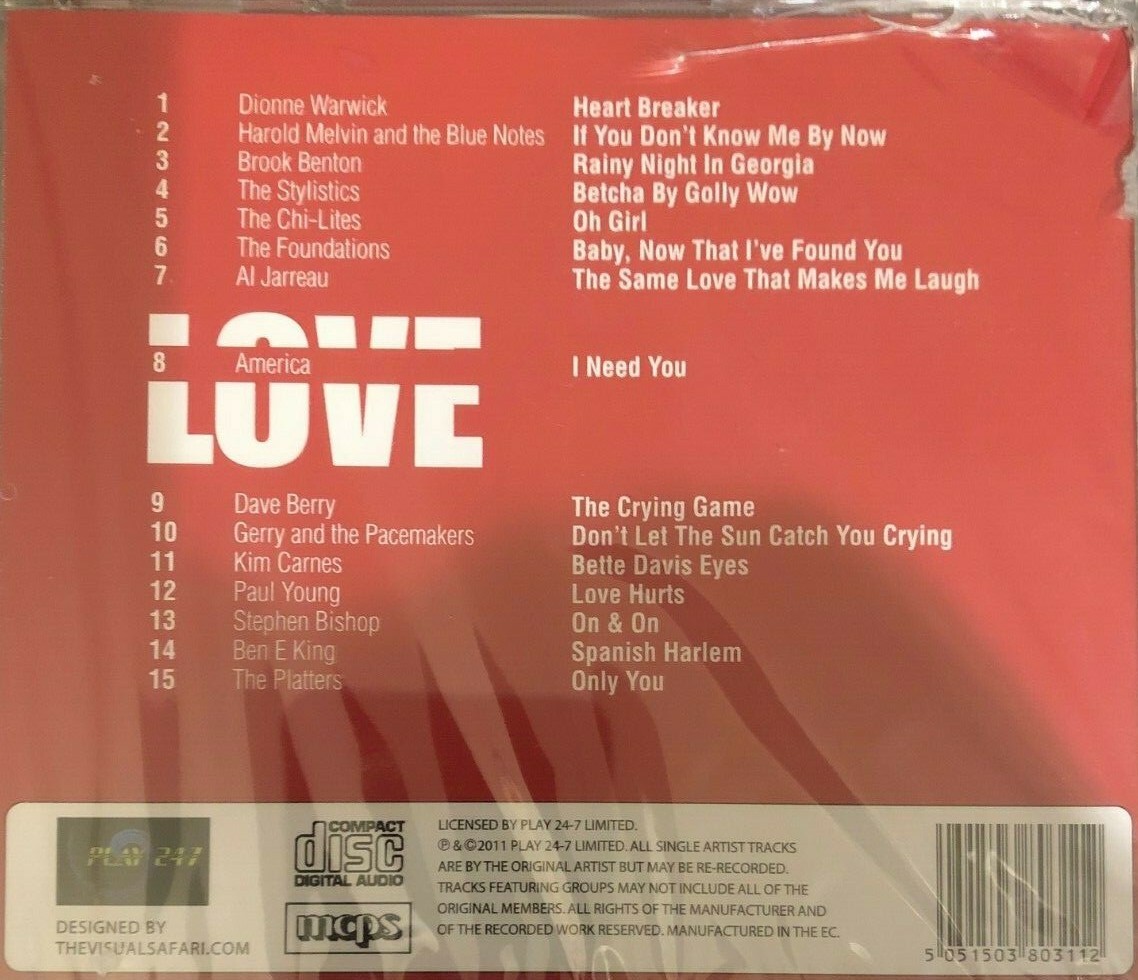 1 Dionne Warwick Heart Breaker
2 Harold Melvin and the Blue Notes If You Don't Know Me By Now
3 Brook Benton Rainy Night In Georgia
4 The Stylistics Betcha By Golly Wow
5 The Chi-Lites Oh Girl
6 The Foundations Baby, Now That I've Found You
7 Al Jarreau The Same Love That Makes Me Laugh
LOVE
8 America I Need You
9 Dave Berry The Crying Game
10 Gerry and the Pacemakers Don't Let The Sun Catch You Crying
11 Kim Carnes Bette Davis Eyes
12 Paul Young Love Hurts
13 Stephen Bishop On & On
14 Ben E King Spanish Harlem
15 The Platters Only You
PLAY 24-7
DESIGNED BY
THEVISUALSAFARI.COM
COMPACT
disc
DIGITAL AUDIO
mcps
LICENSED BY PLAY 24-7 LIMITED.
℗ & © 2011 PLAY 24-7 LIMITED. ALL SINGLE ARTIST TRACKS
ARE BY THE ORIGINAL ARTIST BUT MAY BE RE-RECORDED.
TRACKS FEATURING GROUPS MAY NOT INCLUDE ALL OF THE
ORIGINAL MEMBERS. ALL RIGHTS OF THE MANUFACTURER AND
OF THE RECORDED WORK RESERVED. MANUFACTURED IN THE EC.
5 051503 803112